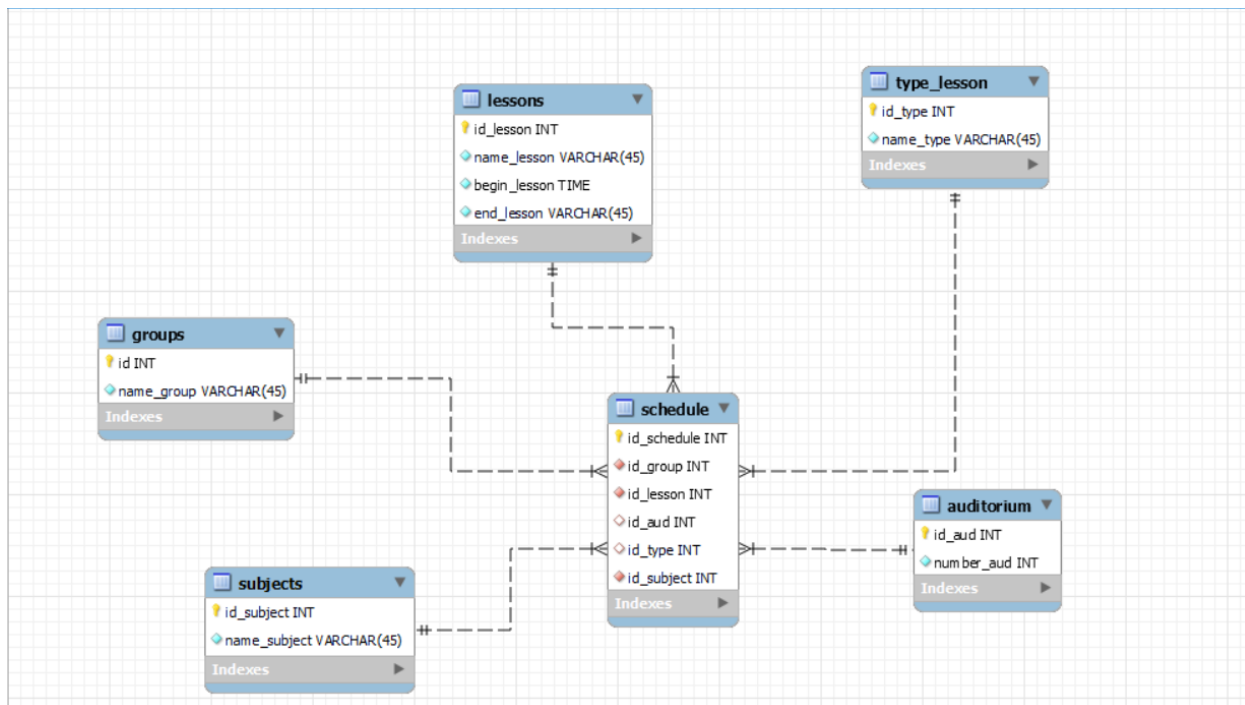 lessons
id_lesson INT
name_lesson VARCHAR(45)
begin_lesson TIME
end_lesson VARCHAR(45)
Indexes
type_lesson
id_type INT
name_type VARCHAR(45)
Indexes
groups
id INT
name_group VARCHAR(45)
Indexes
schedule
id_schedule INT
id_group INT
id_lesson INT
id_aud INT
id_type INT
id_subject INT
Indexes
auditorium
id_aud INT
number_aud INT
Indexes
subjects
id_subject INT
name_subject VARCHAR(45)
Indexes